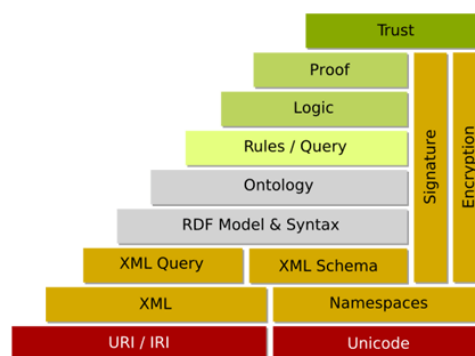 Trust
Proof
Logic
Rules / Query
Ontology
RDF Model & Syntax
Signature
Encryption
XML Query
XML Schema
XML
Namespaces
URI / IRI
Unicode